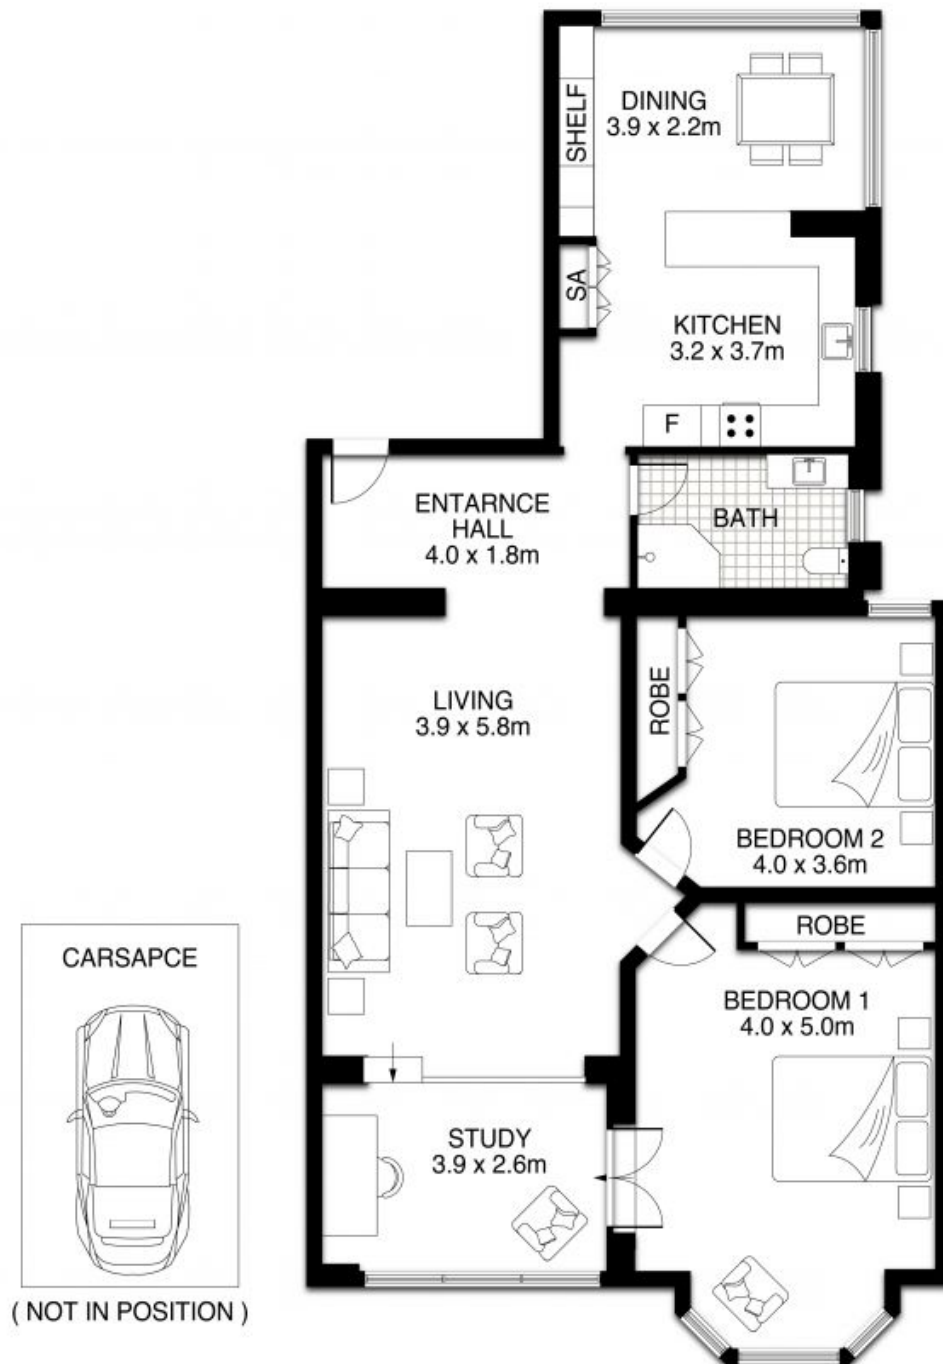 DINING
3.9 x 2.2m
SHELF
SA
KITCHEN
3.2 x 3.7m
F
ENTARNCE
HALL
4.0 x 1.8m
BATH
LIVING
3.9 x 5.8m
ROBE
BEDROOM 2
4.0 x 3.6m
ROBE
BEDROOM 1
4.0 x 5.0m
CARSAPCE
STUDY
3.9 x 2.6m
( NOT IN POSITION )